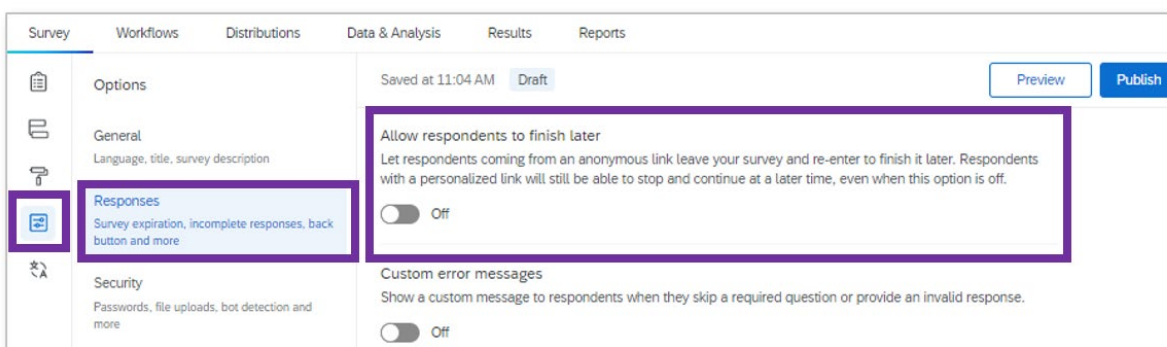 Survey Workflows Distributions Data & Analysis Results Reports
Options
Saved at 11:04 AM Draft Preview Publish
General
Language, title, survey description
Responses
Survey expiration, incomplete responses, back
button and more
Security
Passwords, file uploads, bot detection and
more
Allow respondents to finish later
Let respondents coming from an anonymous link leave your survey and re-enter to finish it later. Respondents
with a personalized link will still be able to stop and continue at a later time, even when this option is off.
Off
Custom error messages
Show a custom message to respondents when they skip a required question or provide an invalid response.
Off